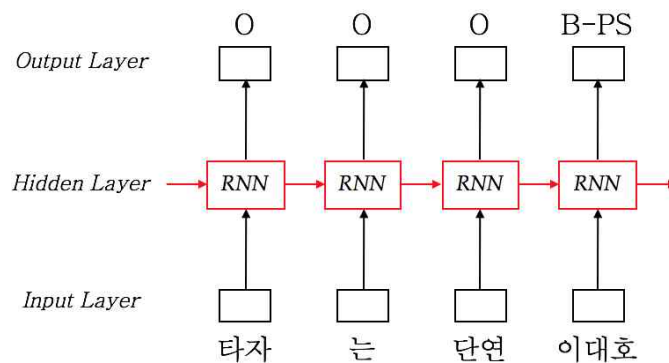 O O O B-PS
Output Layer
Hidden Layer RNN RNN RNN RNN
Input Layer
타자 는 단연 이대호